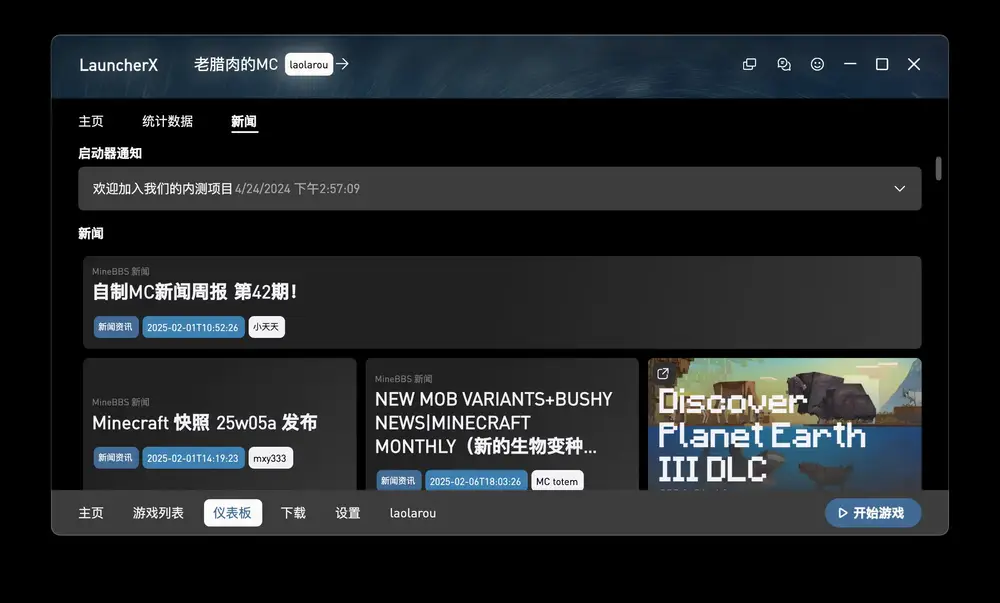 LauncherX
老腊肉的MC laolarou
主页 统计数据 新闻
启动器通知
欢迎加入我们的内测项目 4/24/2024 下午2:57:09
新闻
MineBBS 新闻
自制MC新闻周报 第42期！
新闻资讯 2025-02-01T10:52:26 小天天
MineBBS 新闻
Minecraft 快照 25w05a 发布
新闻资讯 2025-02-01T14:19:23 mxy333
MineBBS 新闻
NEW MOB VARIANTS+BUSHY
NEWS|MINECRAFT
MONTHLY（新的生物变种...
新闻资讯 2025-02-06T18:03:26 MC totem
Discover
Planet Earth
III DLC
主页 游戏列表 仪表板 下载 设置 laolarou
开始游戏